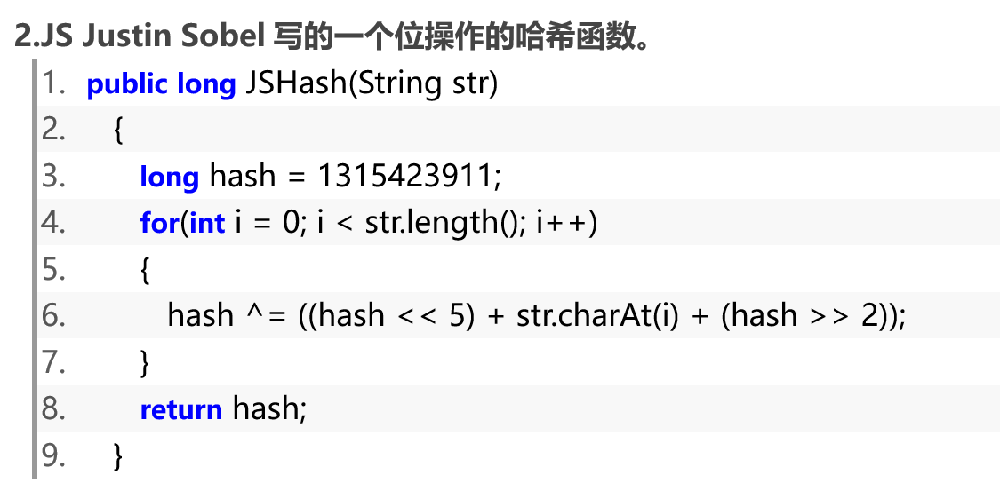 2.JS Justin Sobel 写的一个位操作的哈希函数。
1. public long JSHash(String str)
2. {
3. long hash = 1315423911;
4. for(int i = 0; i < str.length(); i++)
5. {
6. hash ^= ((hash << 5) + str.charAt(i) + (hash >> 2));
7. }
8. return hash;
9. }